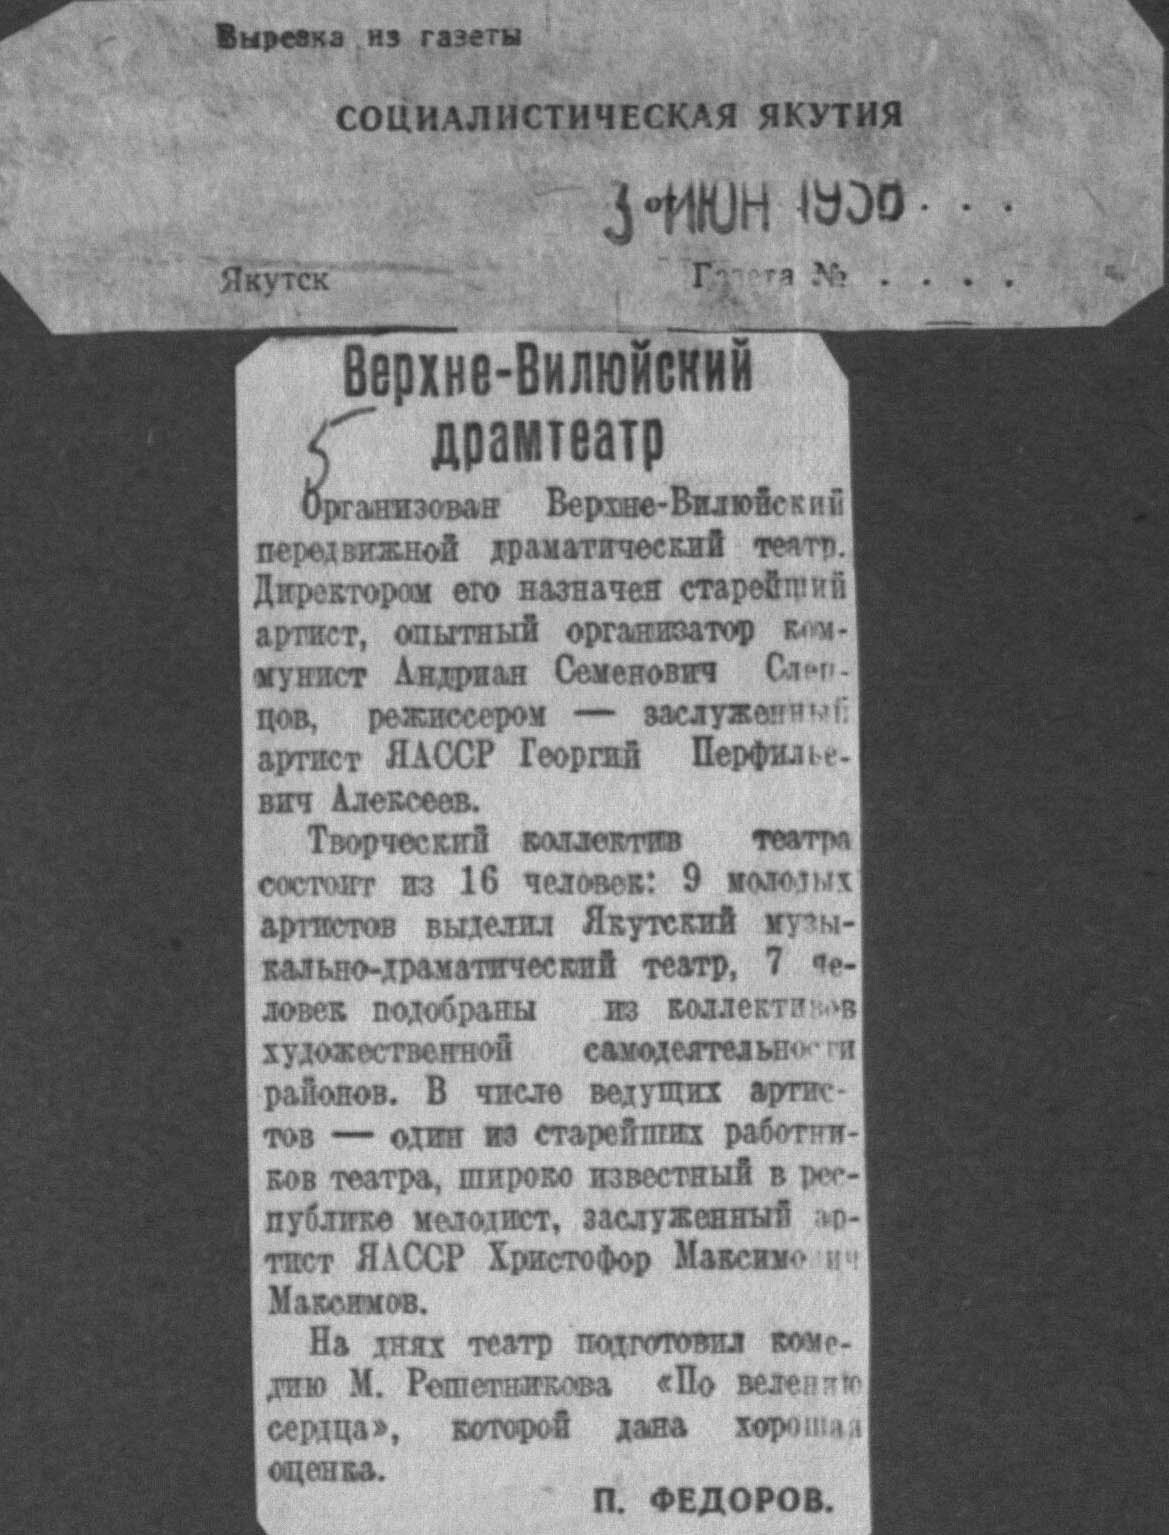 Вырезка из газеты
СОЦИАЛИСТИЧЕСКАЯ ЯКУТИЯ
3 от ИЮН 1956 . . .
Якутск Газета № . . . .
Верхне-Вилюйский
драмтеатр
5
Организован Верхне-Вилюйский
передвижной драматический театр.
Директором его назначен старейший
артист, опытный организатор ком-
мунист Андриан Семенович Слеп-
цов, режиссером — заслуженный
артист ЯАССР Георгий Перфилье-
вич Алексеев.
Творческий коллектив театра
состоит из 16 человек: 9 молодых
артистов выделил Якутский музы-
кально-драматический театр, 7 че-
ловек подобраны из коллективов
художественной самодеятельности
районов. В числе ведущих артис-
тов — один из старейших работни-
ков театра, широко известный в рес-
публике мелодист, заслуженный ар-
тист ЯАССР Христофор Максимович
Максимов.
На днях театр подготовил коме-
дию М. Решетникова «По велению
сердца», которой дана хорошая
оценка.
П. ФЕДОРОВ.